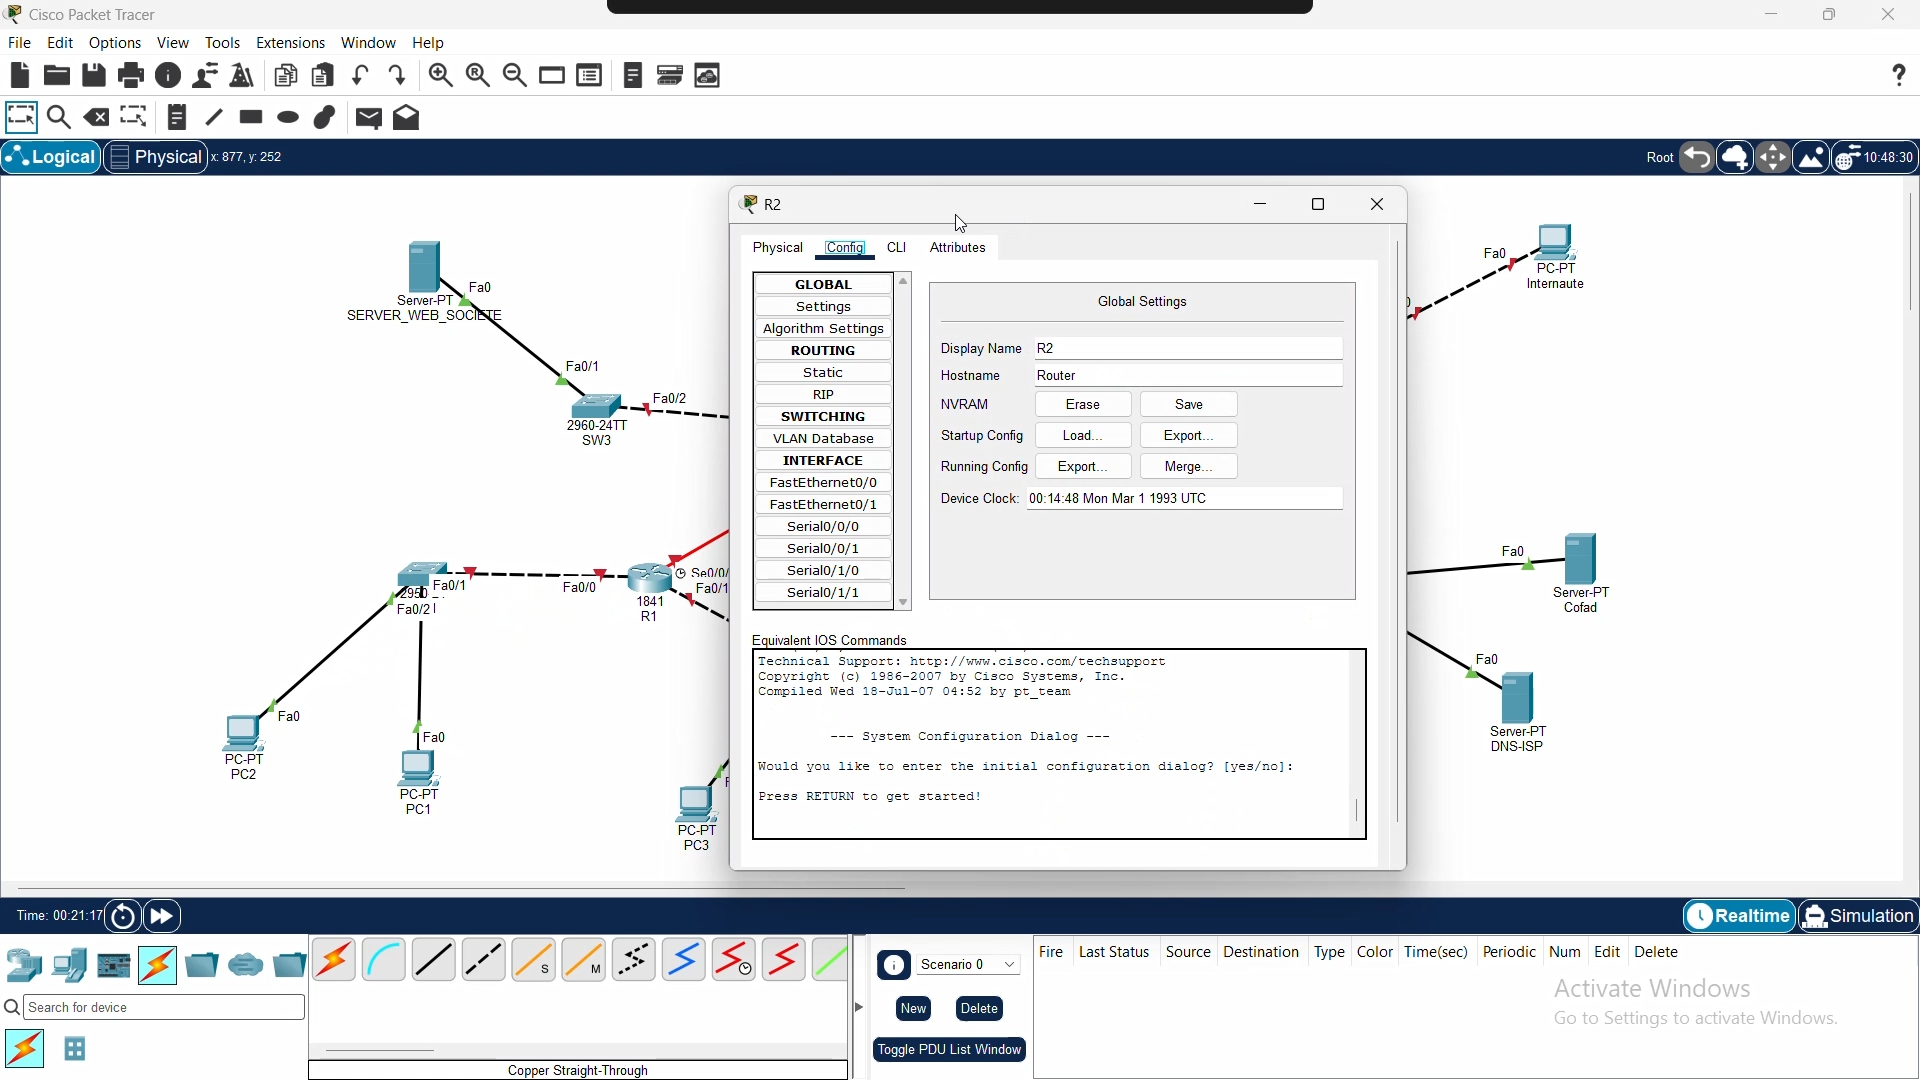 Cisco Packet Tracer
File Edit Options View Tools Extensions Window Help
Logical Physical x: 877, y: 252 Root 10:48:30
R2
Physical Config CLI Attributes
GLOBAL
Settings
Algorithm Settings
ROUTING
Static
RIP
SWITCHING
VLAN Database
INTERFACE
FastEthernet0/0
FastEthernet0/1
Serial0/0/0
Serial0/0/1
Serial0/1/0
Serial0/1/1
Global Settings
Display Name R2
Hostname Router
NVRAM Erase Save
Startup Config Load... Export...
Running Config Export... Merge...
Device Clock: 00:14:48 Mon Mar 1 1993 UTC
Equivalent IOS Commands
Technical Support: http://www.cisco.com/techsupport
Copyright (c) 1986-2007 by Cisco Systems, Inc.
Compiled Wed 18-Jul-07 04:52 by pt_team
--- System Configuration Dialog ---
Would you like to enter the initial configuration dialog? [yes/no]:
Press RETURN to get started!
Fa0
Server-PT
SERVER_WEB_SOCIETE
Fa0/1
Fa0/2
2960-24TT
SW3
Fa0/1
Fa0/2
Fa0/0
Se0/0/
Fa0/1
1841
R1
Fa0
PC-PT
PC2
Fa0
PC-PT
PC1
PC-PT
PC3
Fa0
PC-PT
Internaute
Fa0
Server-PT
Cofad
Fa0
Server-PT
DNS-ISP
Time: 00:21:17 Realtime Simulation
Search for device
S
M
Copper Straight-Through
Scenario 0
New Delete
Toggle PDU List Window
Fire Last Status Source Destination Type Color Time(sec) Periodic Num Edit Delete
Activate Windows
Go to Settings to activate Windows.